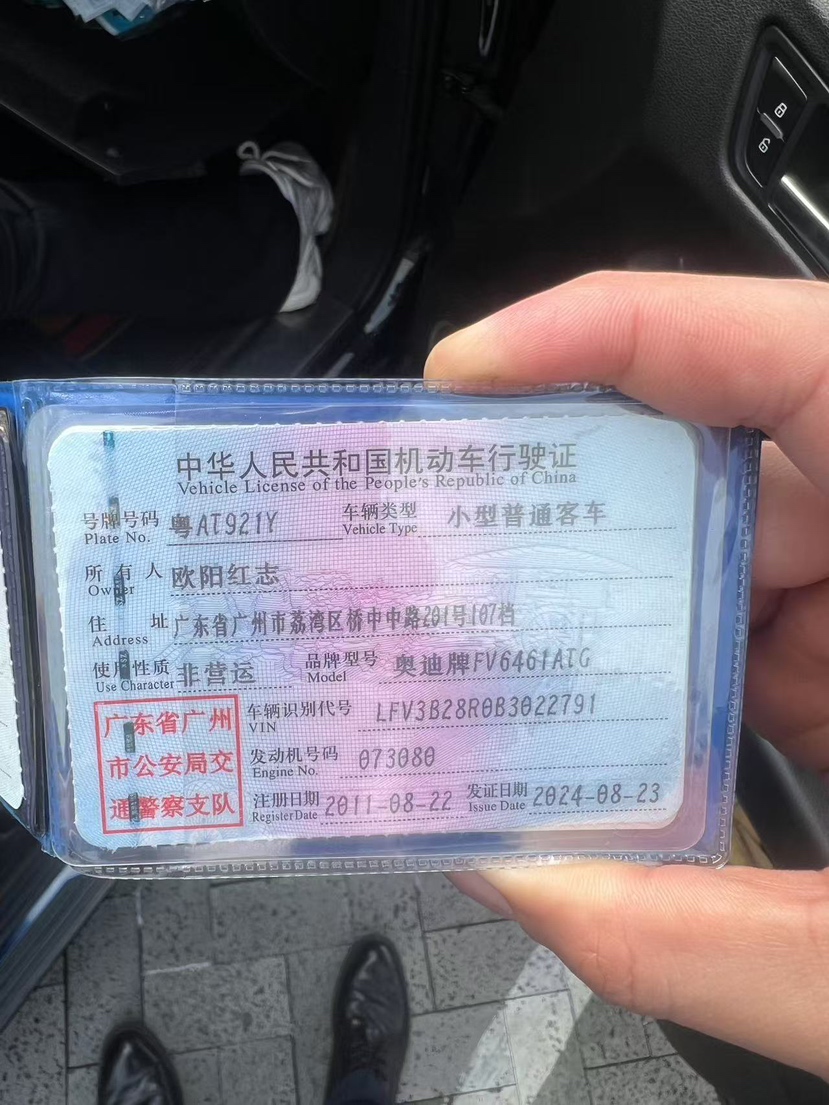 中华人民共和国机动车行驶证
Vehicle License of the People's Republic of China
号牌号码 粤AT921Y 车辆类型 小型普通客车
Plate No. Vehicle Type
所有人 欧阳红志
Owner
住址 广东省广州市荔湾区桥中中路201号107档
Address
使用性质 非营运 品牌型号 奥迪牌FV6461ATG
Use Character Model
广东省广州
市公安局交
通警察支队
车辆识别代号 LFV3B28R0B3022791
VIN
发动机号码 073080
Engine No.
注册日期 2011-08-22 发证日期 2024-08-23
Register Date Issue Date